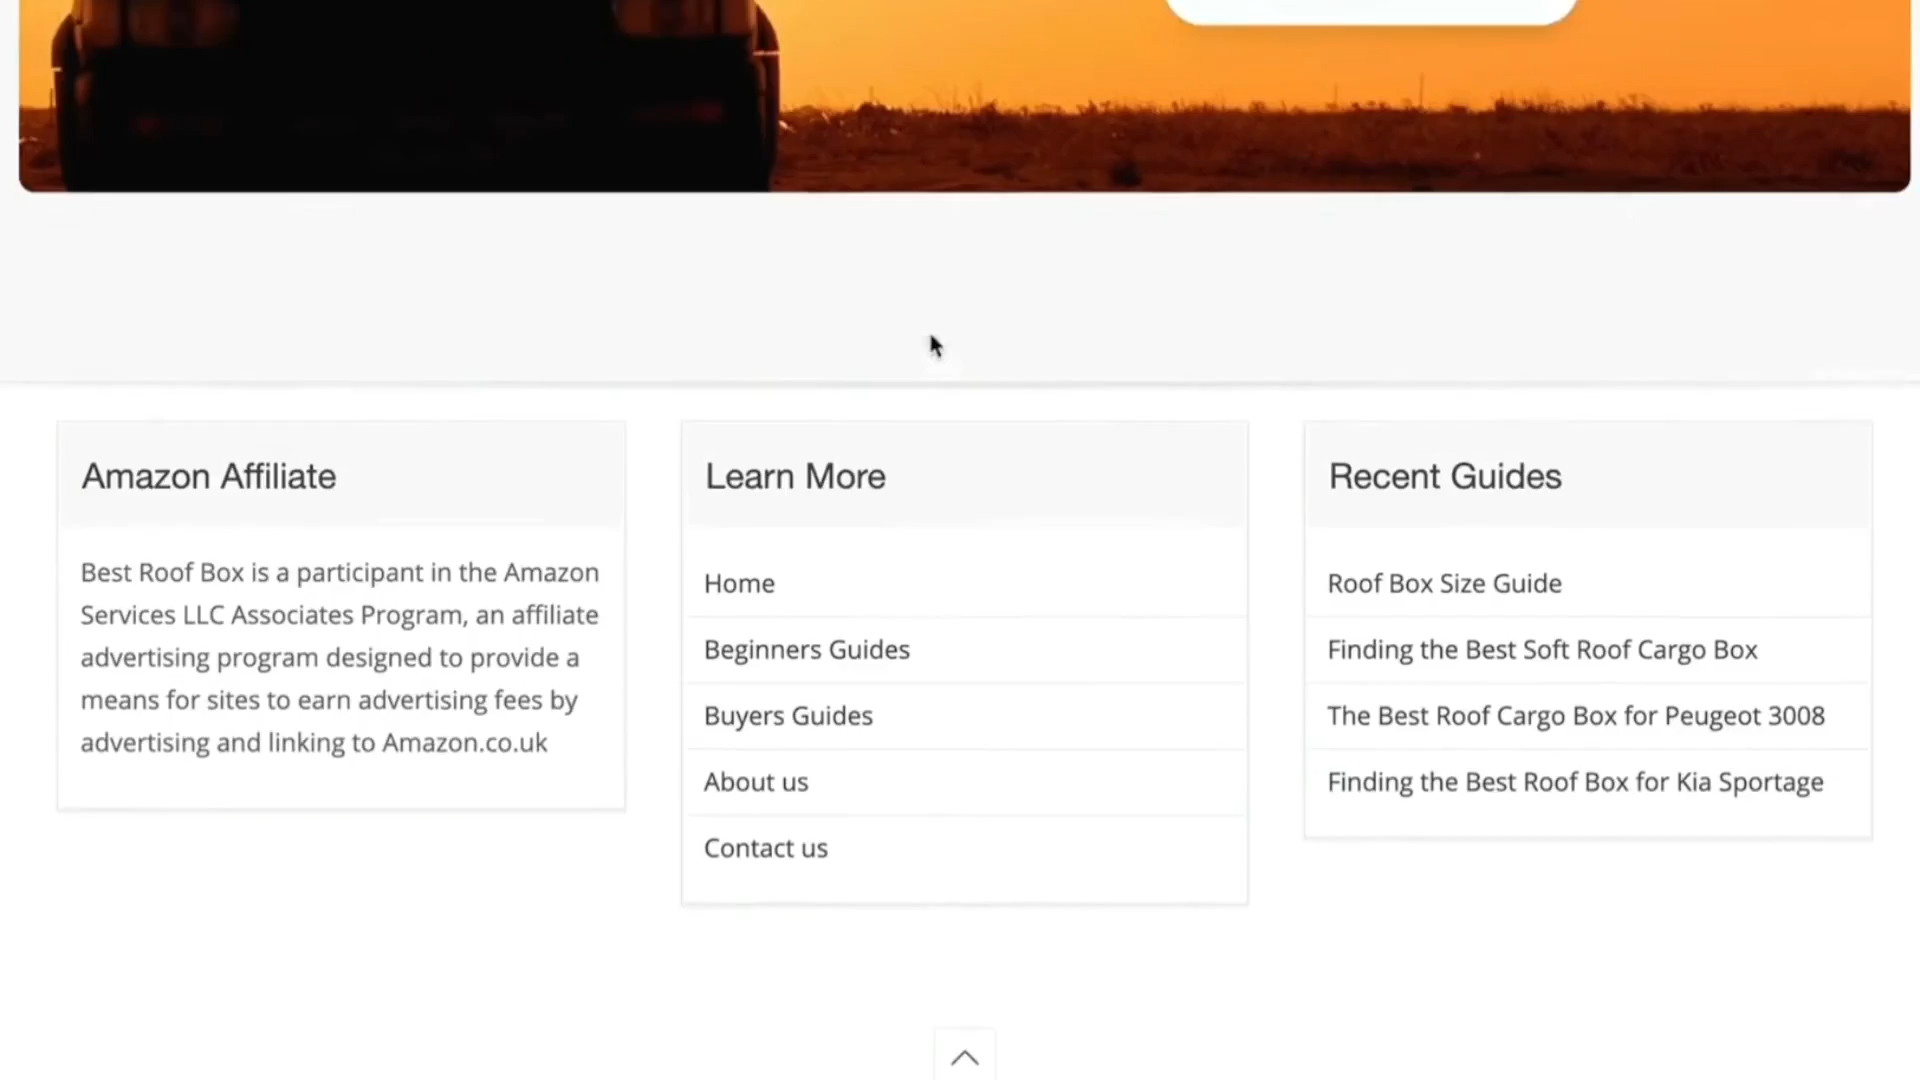 Amazon Affiliate
Best Roof Box is a participant in the Amazon
Services LLC Associates Program, an affiliate
advertising program designed to provide a
means for sites to earn advertising fees by
advertising and linking to Amazon.co.uk
Learn More
Home
Beginners Guides
Buyers Guides
About us
Contact us
Recent Guides
Roof Box Size Guide
Finding the Best Soft Roof Cargo Box
The Best Roof Cargo Box for Peugeot 3008
Finding the Best Roof Box for Kia Sportage